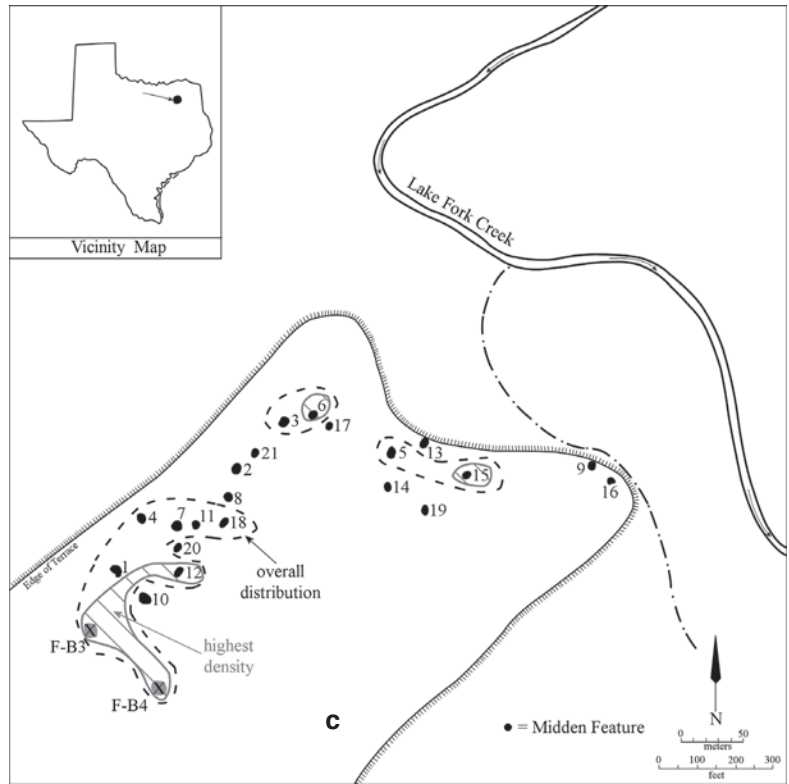 Vicinity Map
Lake Fork Creek
6
3
17
13
21
5
2
15
9
14
16
8
19
4
7
11
18
20
overall
distribution
Edge of Terrace
1
12
10
X
F-B3
highest
density
X
F-B4
c
= Midden Feature
N
0 50
meters
0 100 200 300
feet